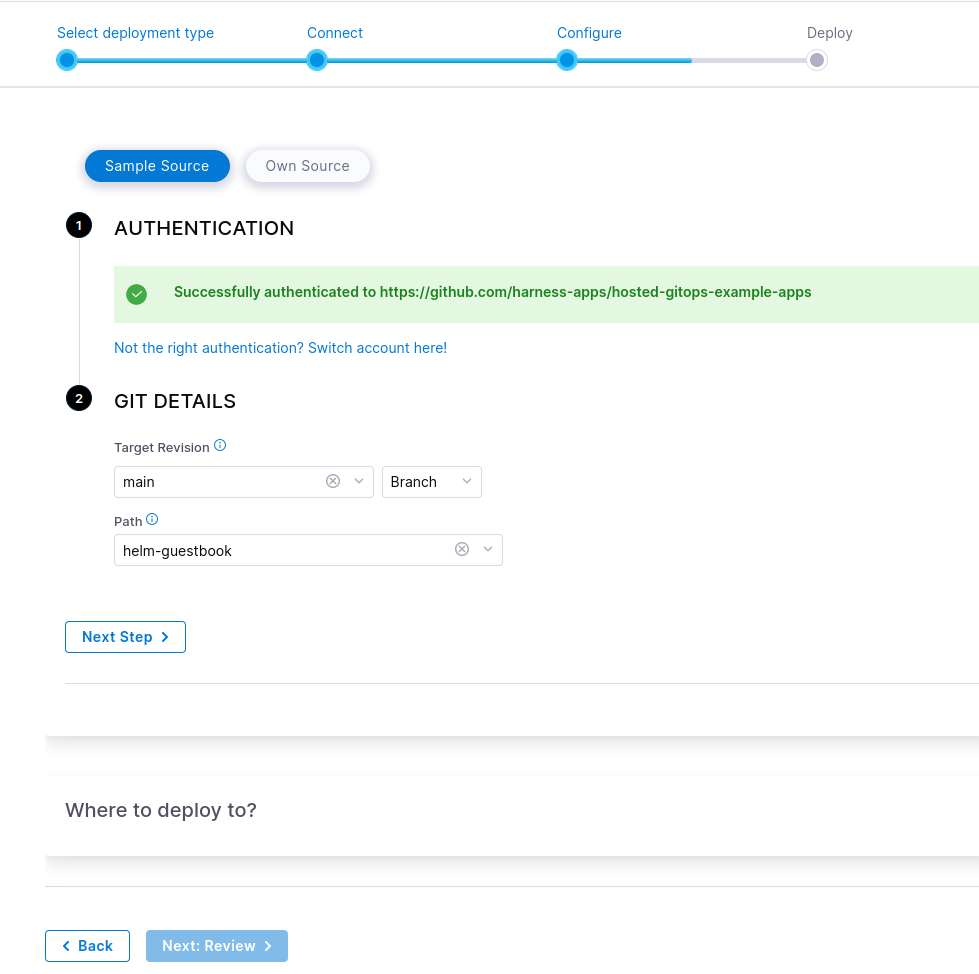 Select deployment type
Connect
Configure
Deploy
Sample Source
Own Source
1
AUTHENTICATION
Successfully authenticated to https://github.com/harness-apps/hosted-gitops-example-apps
Not the right authentication? Switch account here!
2
GIT DETAILS
Target Revision
main
Branch
Path
helm-guestbook
Next Step
Where to deploy to?
Back
Next: Review